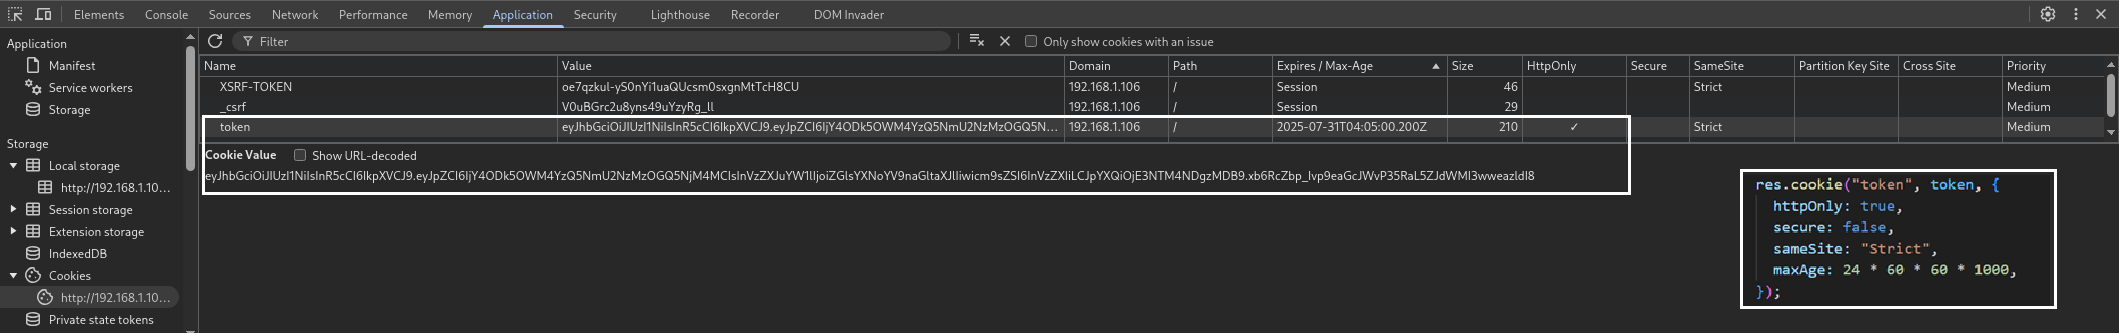 Elements Console Sources Network Performance Memory Application Security Lighthouse Recorder DOM Invader
Application
Manifest
Service workers
Storage
Storage
Local storage
http://192.168.1.10...
Session storage
Extension storage
IndexedDB
Cookies
http://192.168.1.10...
Private state tokens
Filter Only show cookies with an issue
Name Value Domain Path Expires / Max-Age Size HttpOnly Secure SameSite Partition Key Site Cross Site Priority
XSRF-TOKEN oe7qzkul-yS0nYi1uaQUcsm0sxgnMtTcH8CU 192.168.1.106 / Session 46 Strict Medium
_csrf V0uBGrc2u8yns49uYzyRg_ll 192.168.1.106 / Session 29 Medium
token 192.168.1.106 / 2025-07-31T04:05:00.200Z 210 ✓ Strict Medium
Cookie Value Show URL-decoded
res.cookie("token", token, {
httpOnly: true,
secure: false,
sameSite: "Strict",
maxAge: 24 * 60 * 60 * 1000,
});